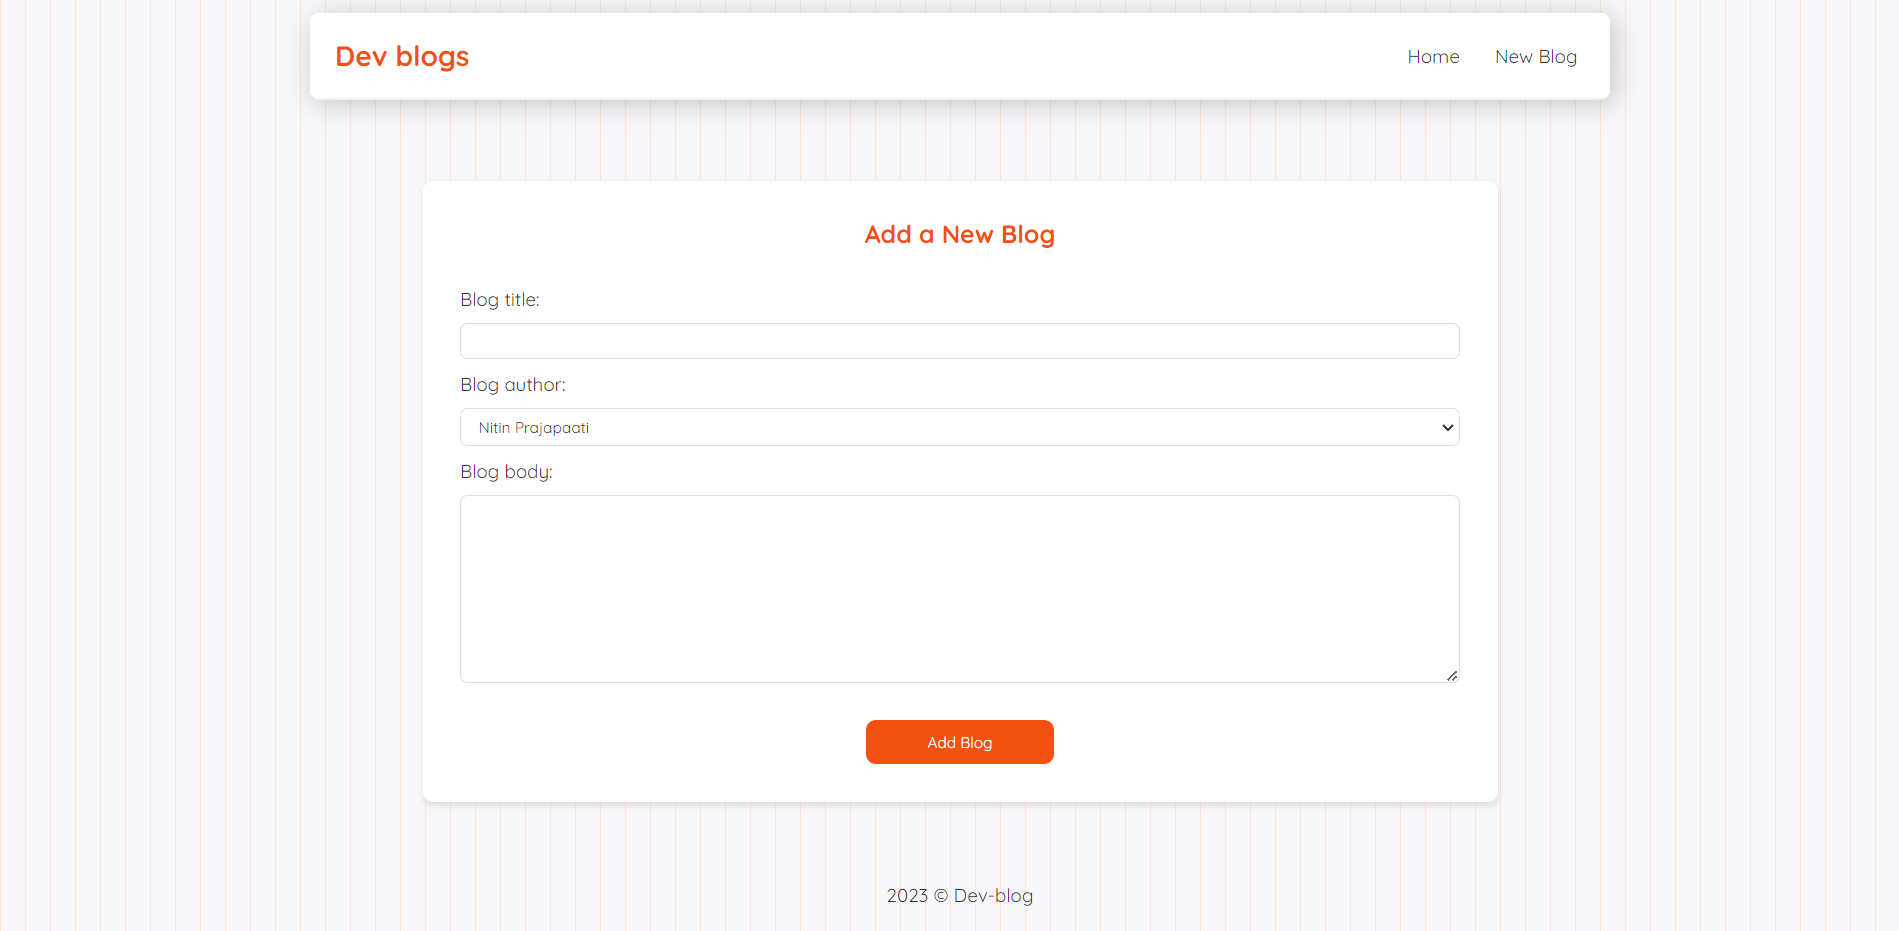 Dev blogs
Home New Blog
Add a New Blog
Blog title:
Blog author:
Nitin Prajapaati
Blog body:
Add Blog
2023 © Dev-blog